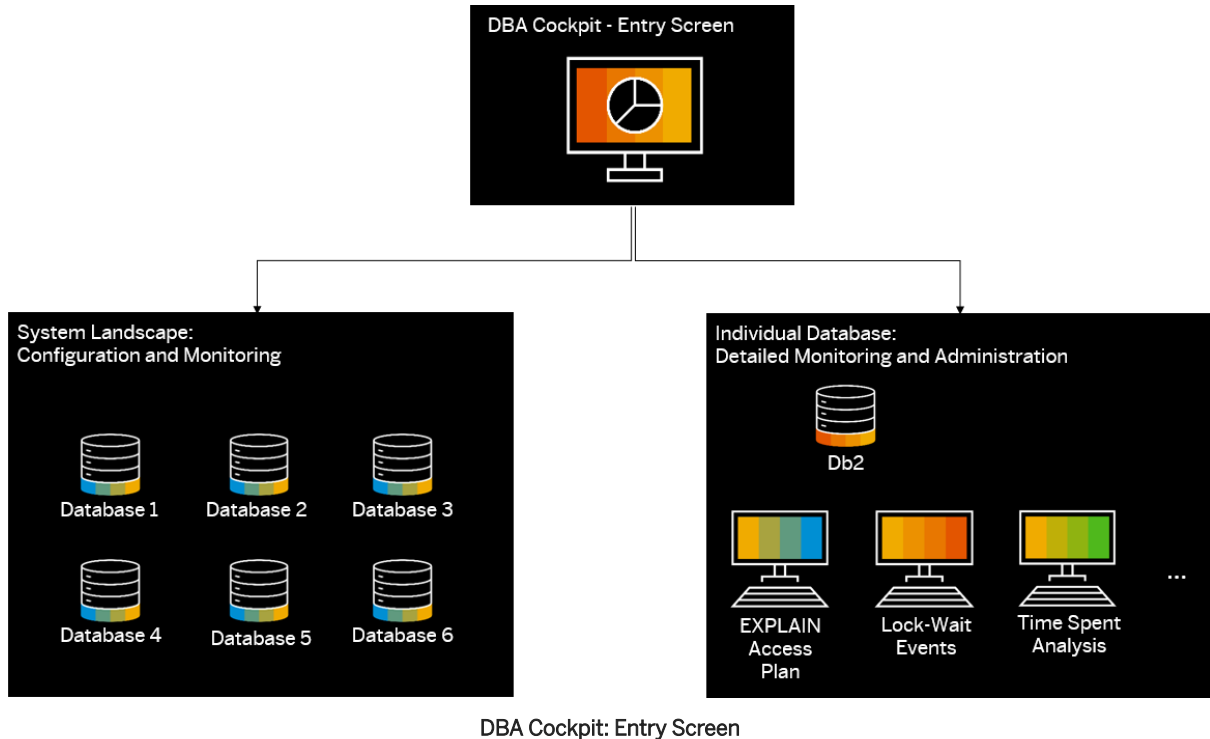 DBA Cockpit - Entry Screen
System Landscape:
Configuration and Monitoring
Database 1
Database 2
Database 3
Database 4
Database 5
Database 6
Individual Database:
Detailed Monitoring and Administration
Db2
EXPLAIN
Access
Plan
Lock-Wait
Events
Time Spent
Analysis
...
DBA Cockpit: Entry Screen